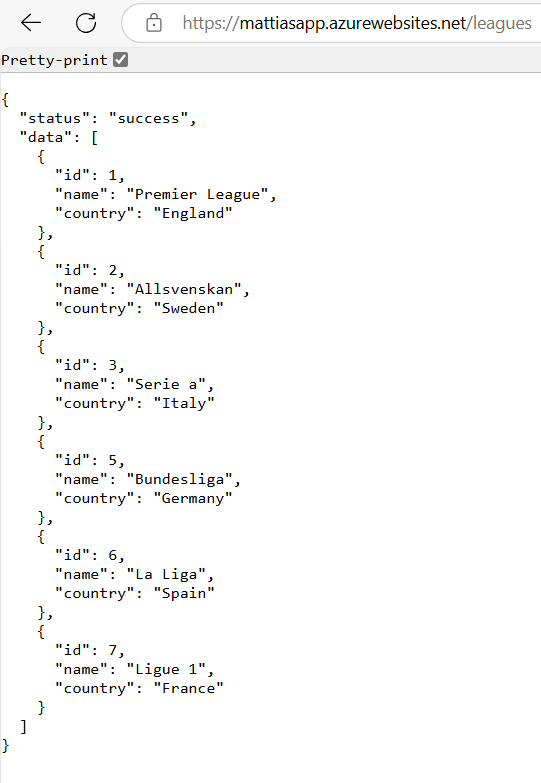 https://mattiasapp.azurewebsites.net/leagues
Pretty-print
{
  "status": "success",
  "data": [
    {
      "id": 1,
      "name": "Premier League",
      "country": "England"
    },
    {
      "id": 2,
      "name": "Allsvenskan",
      "country": "Sweden"
    },
    {
      "id": 3,
      "name": "Serie a",
      "country": "Italy"
    },
    {
      "id": 5,
      "name": "Bundesliga",
      "country": "Germany"
    },
    {
      "id": 6,
      "name": "La Liga",
      "country": "Spain"
    },
    {
      "id": 7,
      "name": "Ligue 1",
      "country": "France"
    }
  ]
}